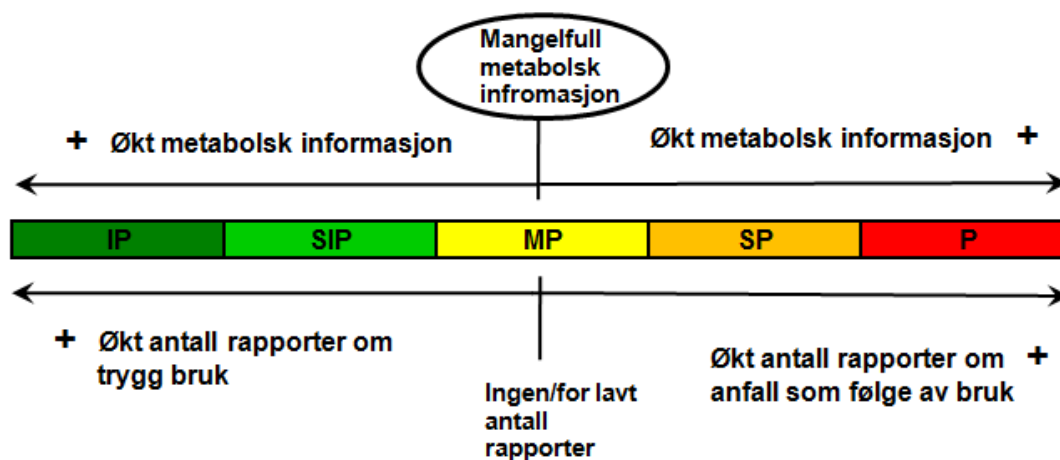 Mangelfull
metabolsk
infromasjon
+ Økt metabolsk informasjon
Økt metabolsk informasjon +
IP SIP MP SP P
+ Økt antall rapporter om
trygg bruk
Ingen/for lavt
antall
rapporter
Økt antall rapporter om +
anfall som følge av bruk